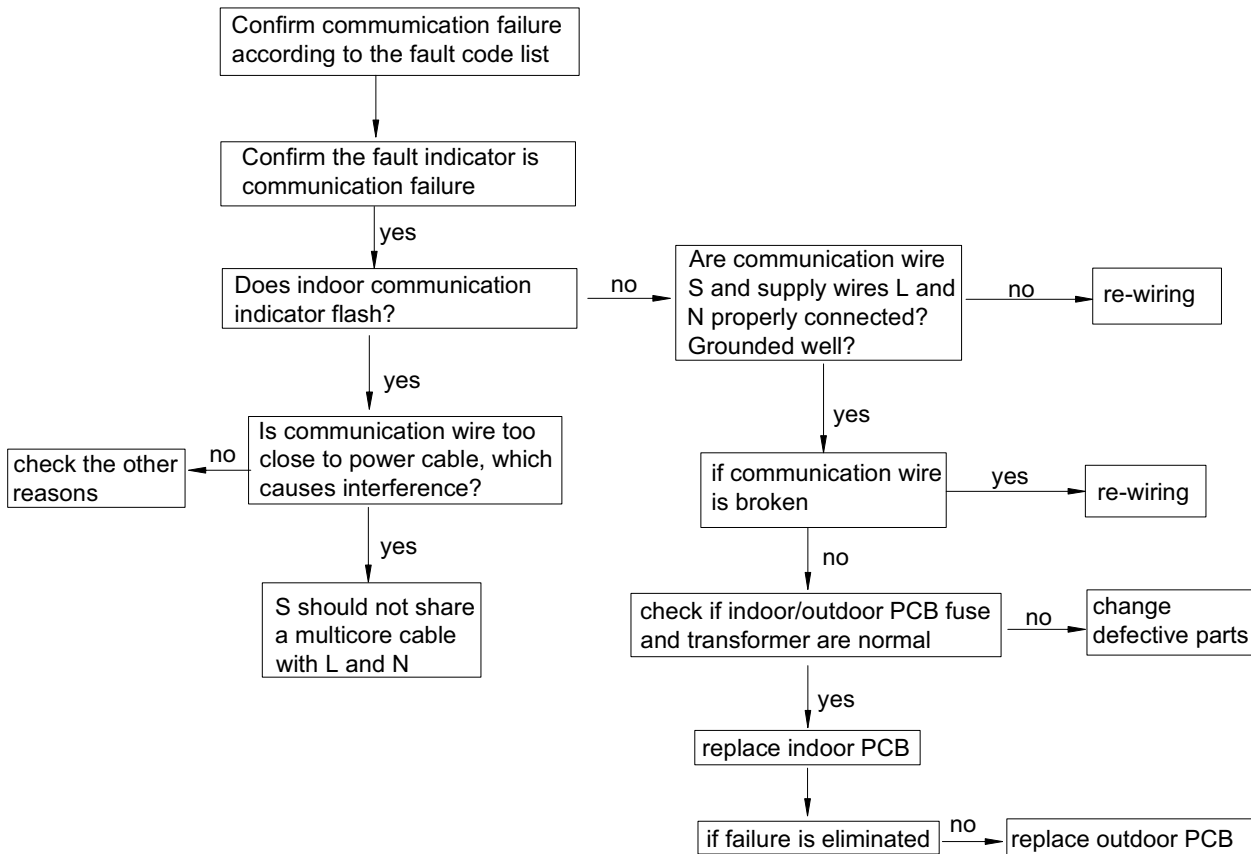 Confirm commumication failure
according to the fault code list
Confirm the fault indicator is
communication failure
yes
Does indoor communication
indicator flash?
no
Are communication wire
S and supply wires L and
N properly connected?
Grounded well?
no
re-wiring
yes
yes
Is communication wire too
close to power cable, which
causes interference?
no
check the other
reasons
if communication wire
is broken
yes
re-wiring
yes
no
S should not share
a multicore cable
with L and N
check if indoor/outdoor PCB fuse
and transformer are normal
no
change
defective parts
yes
replace indoor PCB
if failure is eliminated
no
replace outdoor PCB